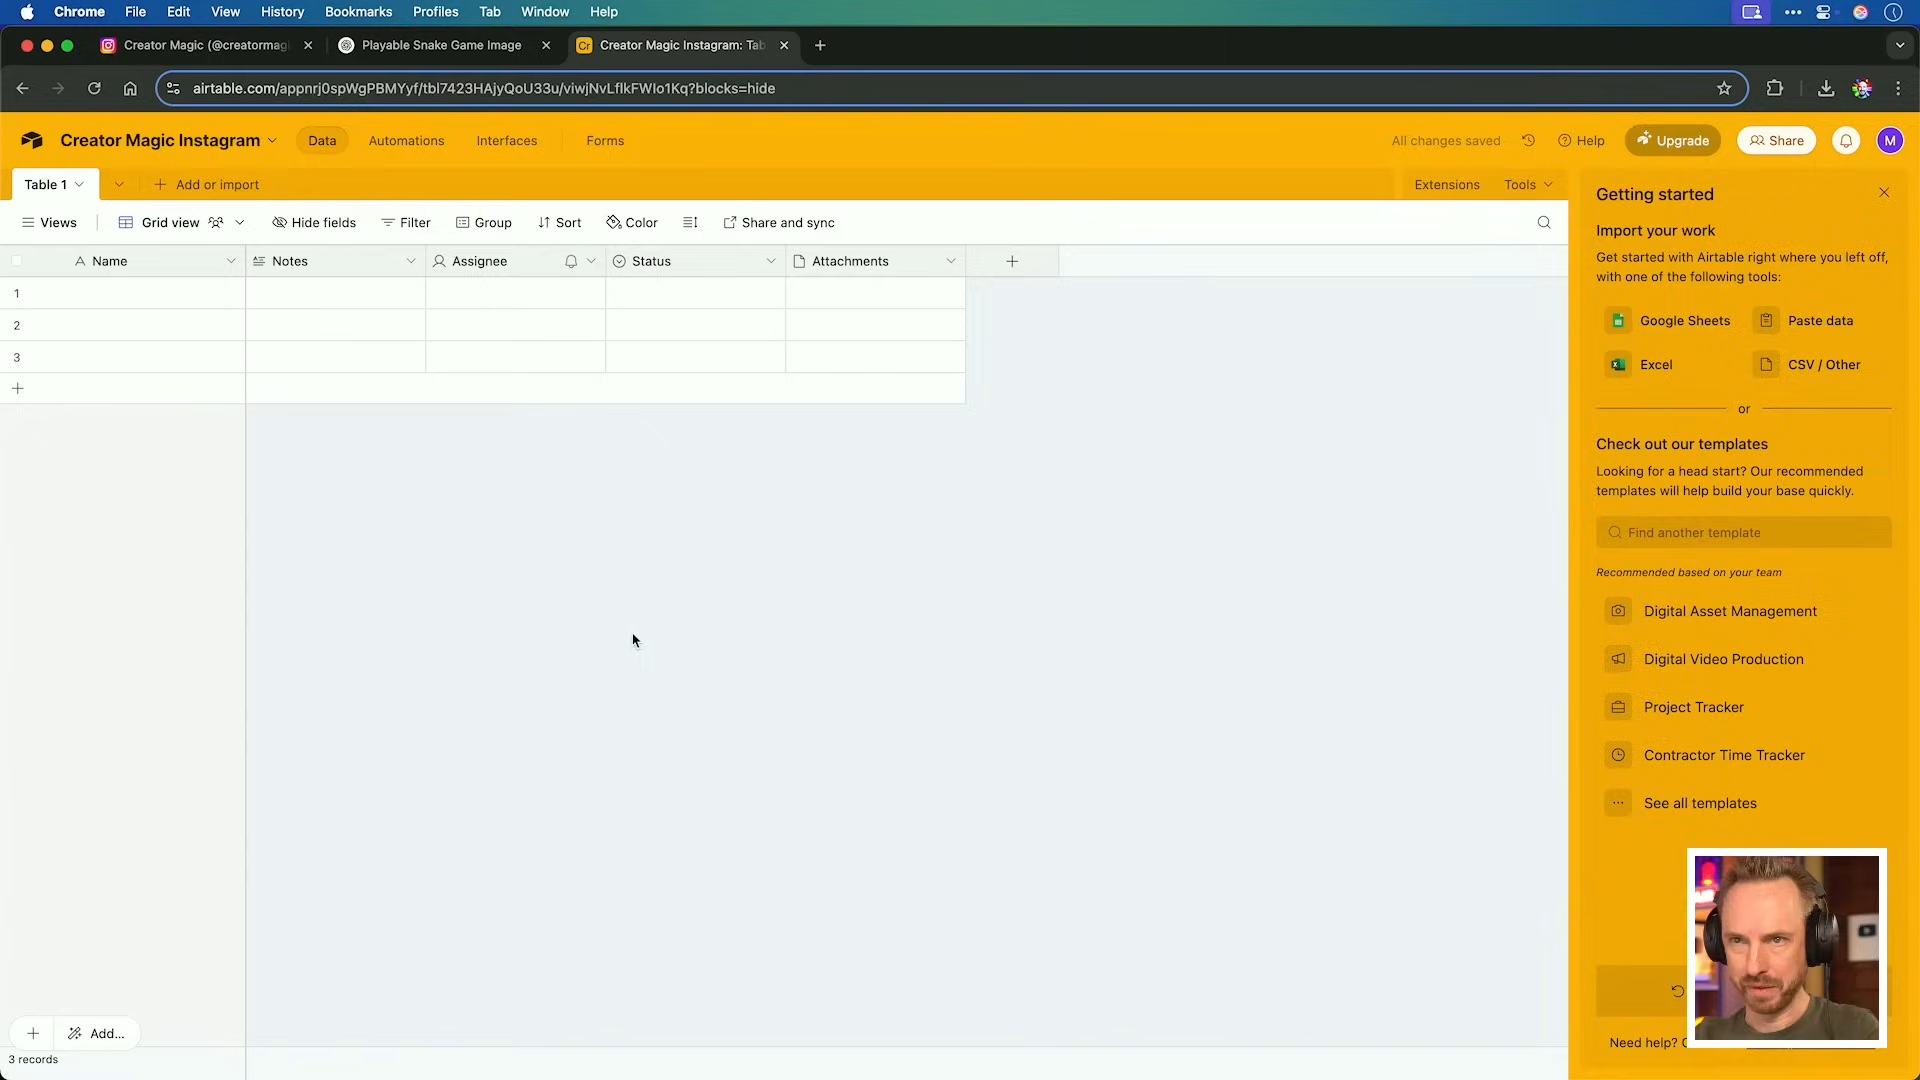 Chrome File Edit View History Bookmarks Profiles Tab Window Help
Creator Magic (@creatormag
Playable Snake Game Image
Cr Creator Magic Instagram: Tab
airtable.com/appnrj0spWgPBMYyf/tbl7423HAjyQoU33u/viwjNvLflkFWIo1Kq?blocks=hide
Creator Magic Instagram Data Automations Interfaces Forms All changes saved Help Upgrade Share M
Table 1 Add or import Extensions Tools
Views Grid view Hide fields Filter Group Sort Color Share and sync
Name Notes Assignee Status Attachments
1
2
3
Add...
3 records
Getting started
Import your work
Get started with Airtable right where you left off,
with one of the following tools:
Google Sheets Paste data
Excel CSV / Other
or
Check out our templates
Looking for a head start? Our recommended
templates will help build your base quickly.
Find another template
Recommended based on your team
Digital Asset Management
Digital Video Production
Project Tracker
Contractor Time Tracker
See all templates
Need help?